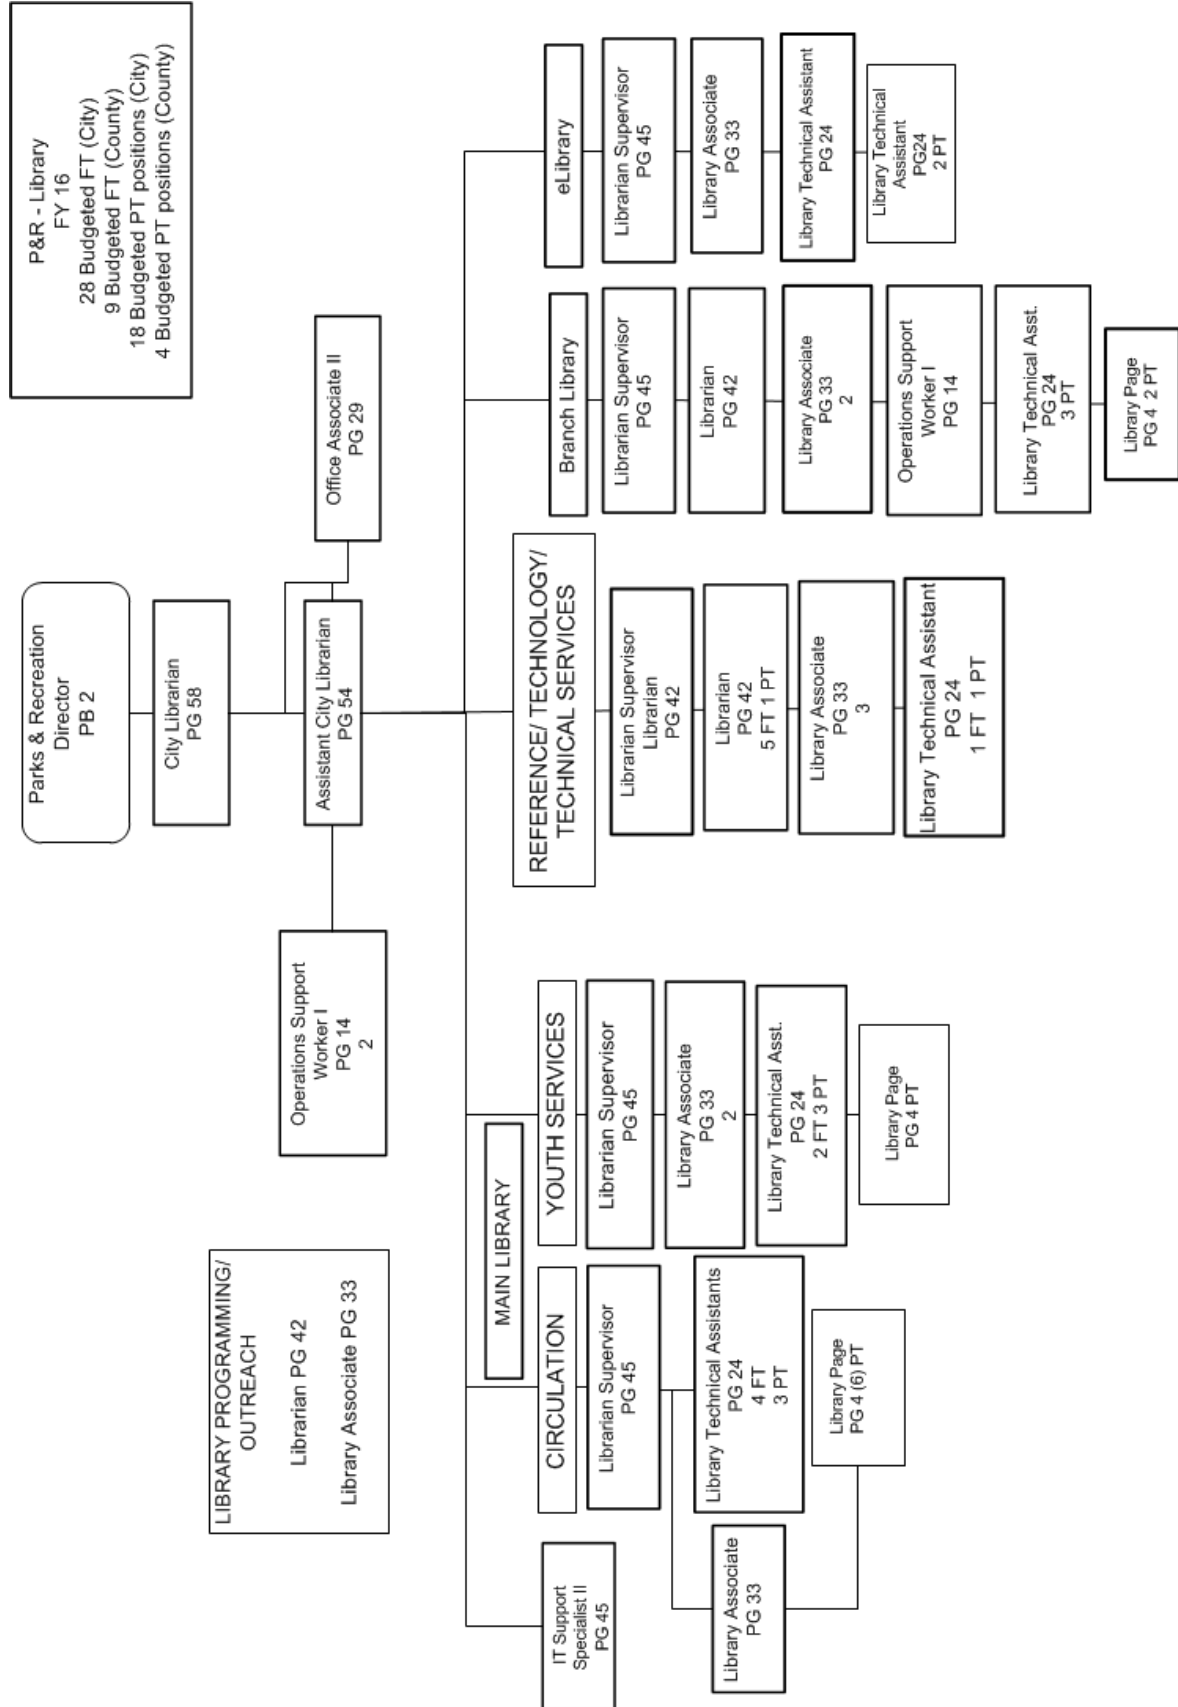 P&R - Library
FY 16
28 Budgeted FT (City)
9 Budgeted FT (County)
18 Budgeted PT positions (City)
4 Budgeted PT positions (County)
Parks & Recreation
Director
PB 2
City Librarian
PG 58
Assistant City Librarian
PG 54
Office Associate II
PG 29
Operations Support
Worker I
PG 14
2
LIBRARY PROGRAMMING/
OUTREACH
Librarian PG 42
Library Associate PG 33
IT Support
Specialist II
PG 45
MAIN LIBRARY
CIRCULATION
Librarian Supervisor
PG 45
Library Technical Assistants
PG 24
4 FT
3 PT
Library Associate
PG 33
Library Page
PG 4 (6) PT
YOUTH SERVICES
Librarian Supervisor
PG 45
Library Associate
PG 33
2
Library Technical Asst.
PG 24
2 FT 3 PT
Library Page
PG 4 PT
REFERENCE/ TECHNOLOGY/
TECHNICAL SERVICES
Librarian Supervisor
Librarian
PG 42
Librarian
PG 42
5 FT 1 PT
Library Associate
PG 33
3
Library Technical Assistant
PG 24
1 FT 1 PT
Branch Library
Librarian Supervisor
PG 45
Librarian
PG 42
Library Associate
PG 33
2
Operations Support
Worker I
PG 14
Library Technical Asst.
PG 24
3 PT
Library Page
PG 4 2 PT
eLibrary
Librarian Supervisor
PG 45
Library Associate
PG 33
Library Technical Assistant
PG 24
Library Technical
Assistant
PG24
2 PT